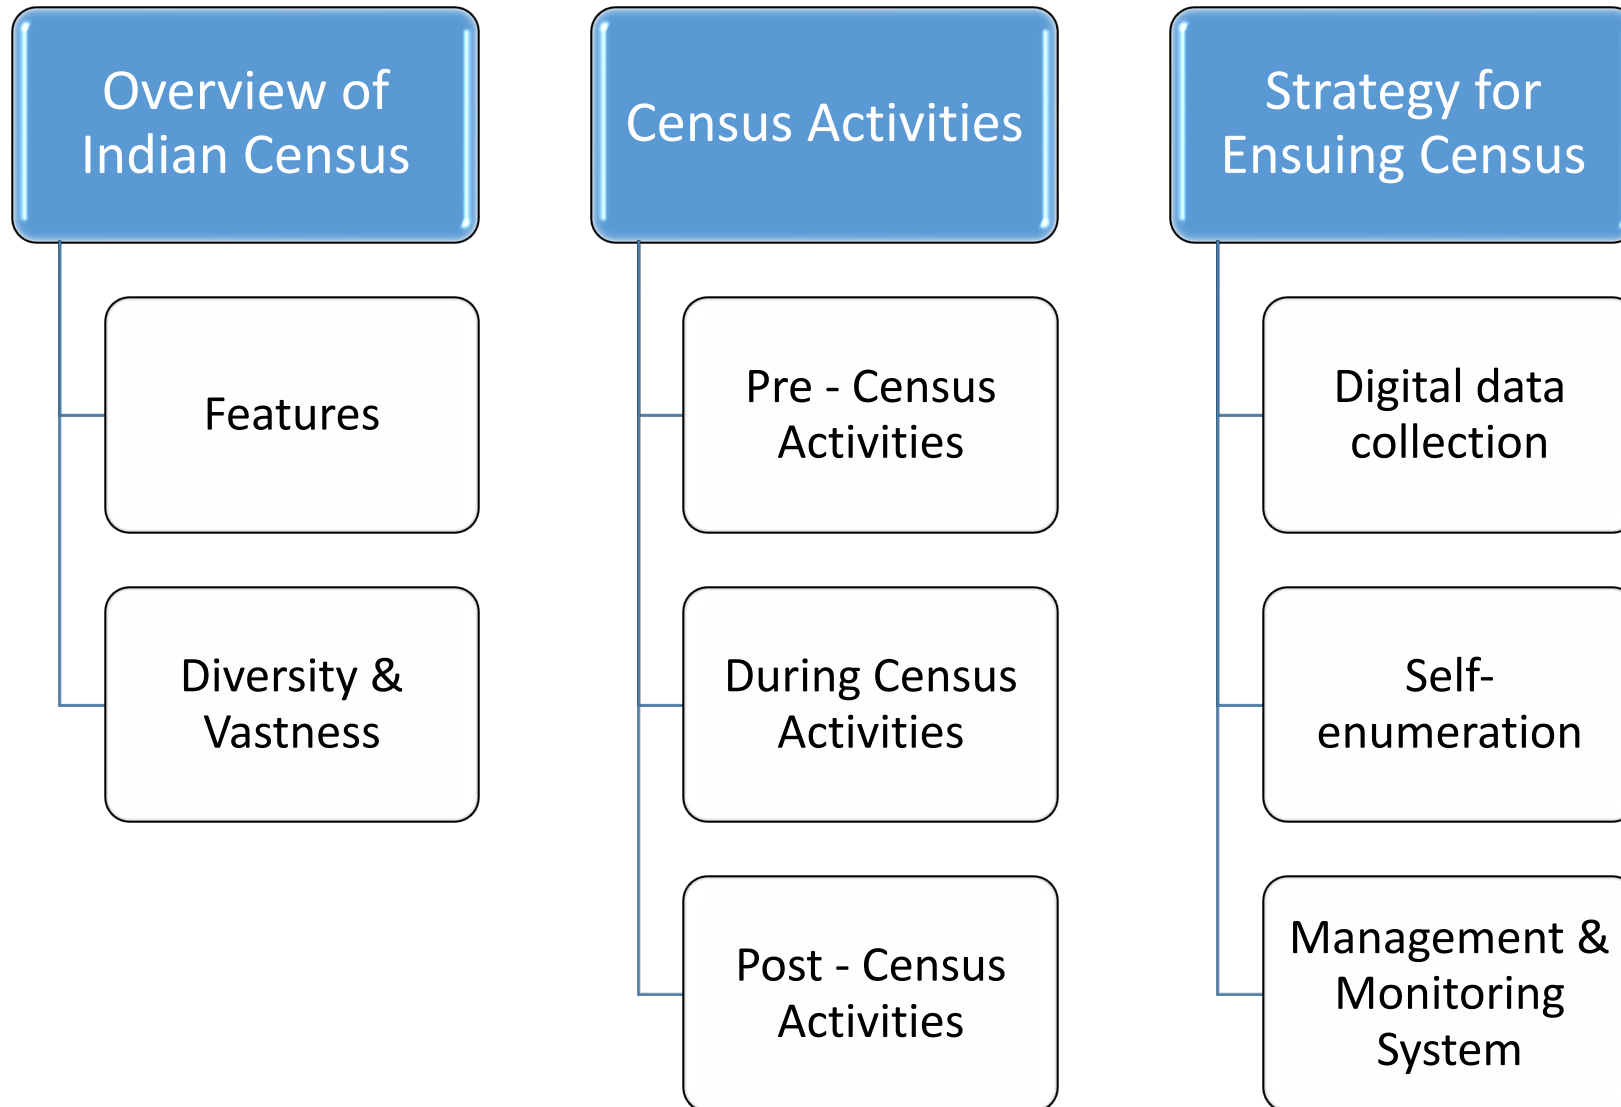 Overview of
Indian Census
Features
Diversity &
Vastness
Census Activities
Pre - Census
Activities
During Census
Activities
Post - Census
Activities
Strategy for
Ensuing Census
Digital data
collection
Self-
enumeration
Management &
Monitoring
System